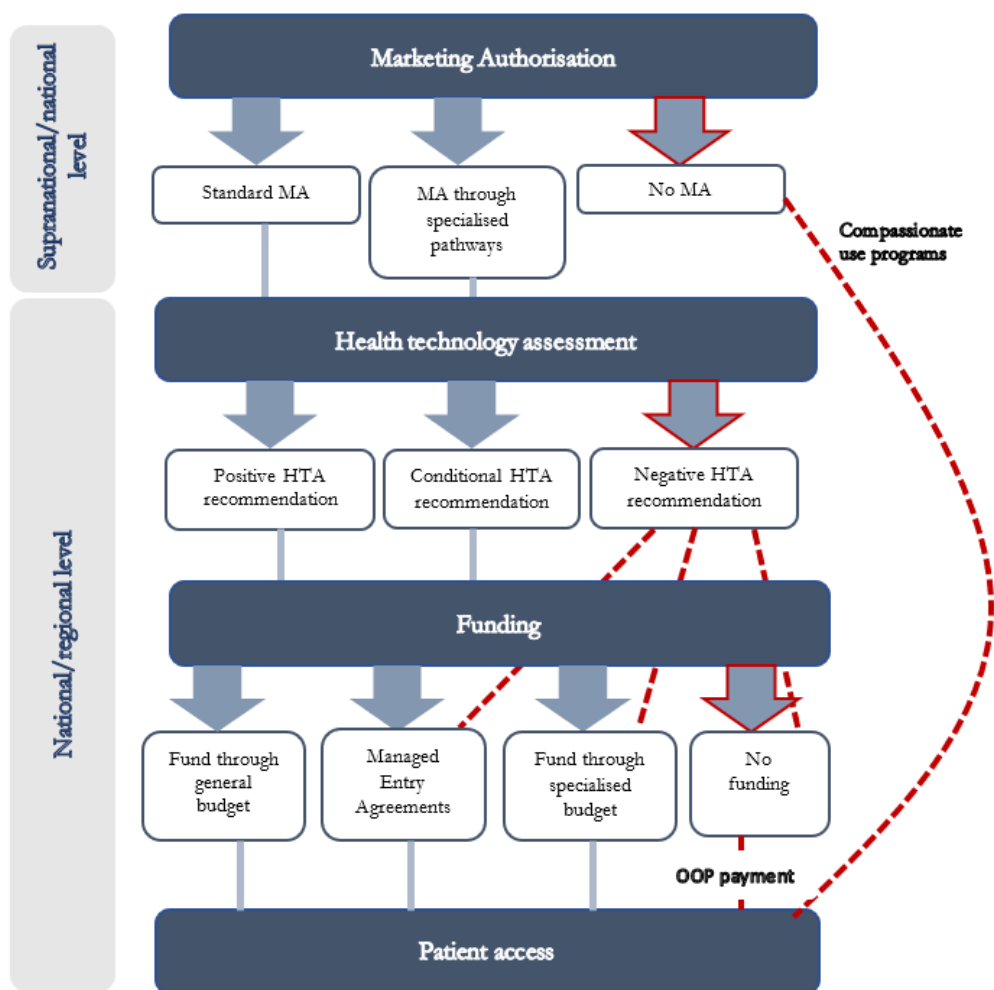 Supranational/national
level
Marketing Authorisation
Standard MA
MA through
specialised
pathways
No MA
Compassionate
use programs
National/regional level
Health technology assessment
Positive HTA
recommendation
Conditional HTA
recommendation
Negative HTA
recommendation
Funding
Fund through
general
budget
Managed
Entry
Agreements
Fund through
specialised
budget
No
funding
OOP payment
Patient access